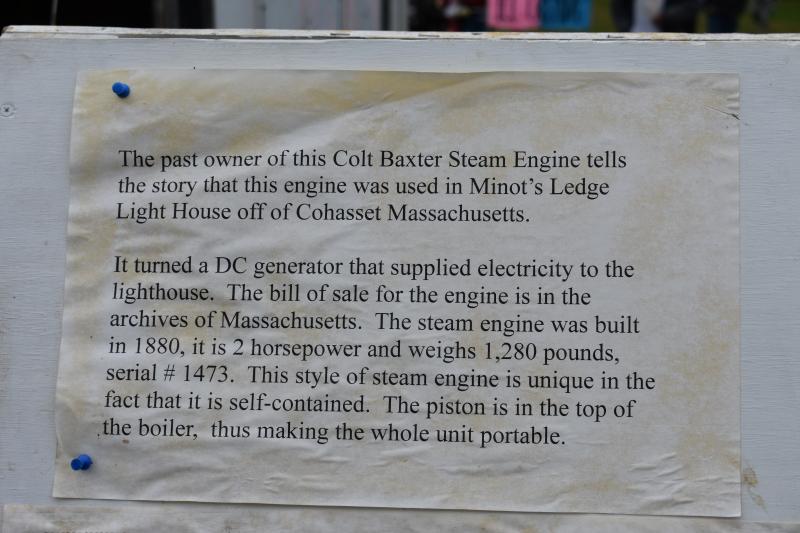 The past owner of this Colt Baxter Steam Engine tells
the story that this engine was used in Minot's Ledge
Light House off of Cohasset Massachusetts.
It turned a DC generator that supplied electricity to the
lighthouse.  The bill of sale for the engine is in the
archives of Massachusetts.  The steam engine was built
in 1880, it is 2 horsepower and weighs 1,280 pounds,
serial # 1473.  This style of steam engine is unique in the
fact that it is self-contained.  The piston is in the top of
the boiler,  thus making the whole unit portable.